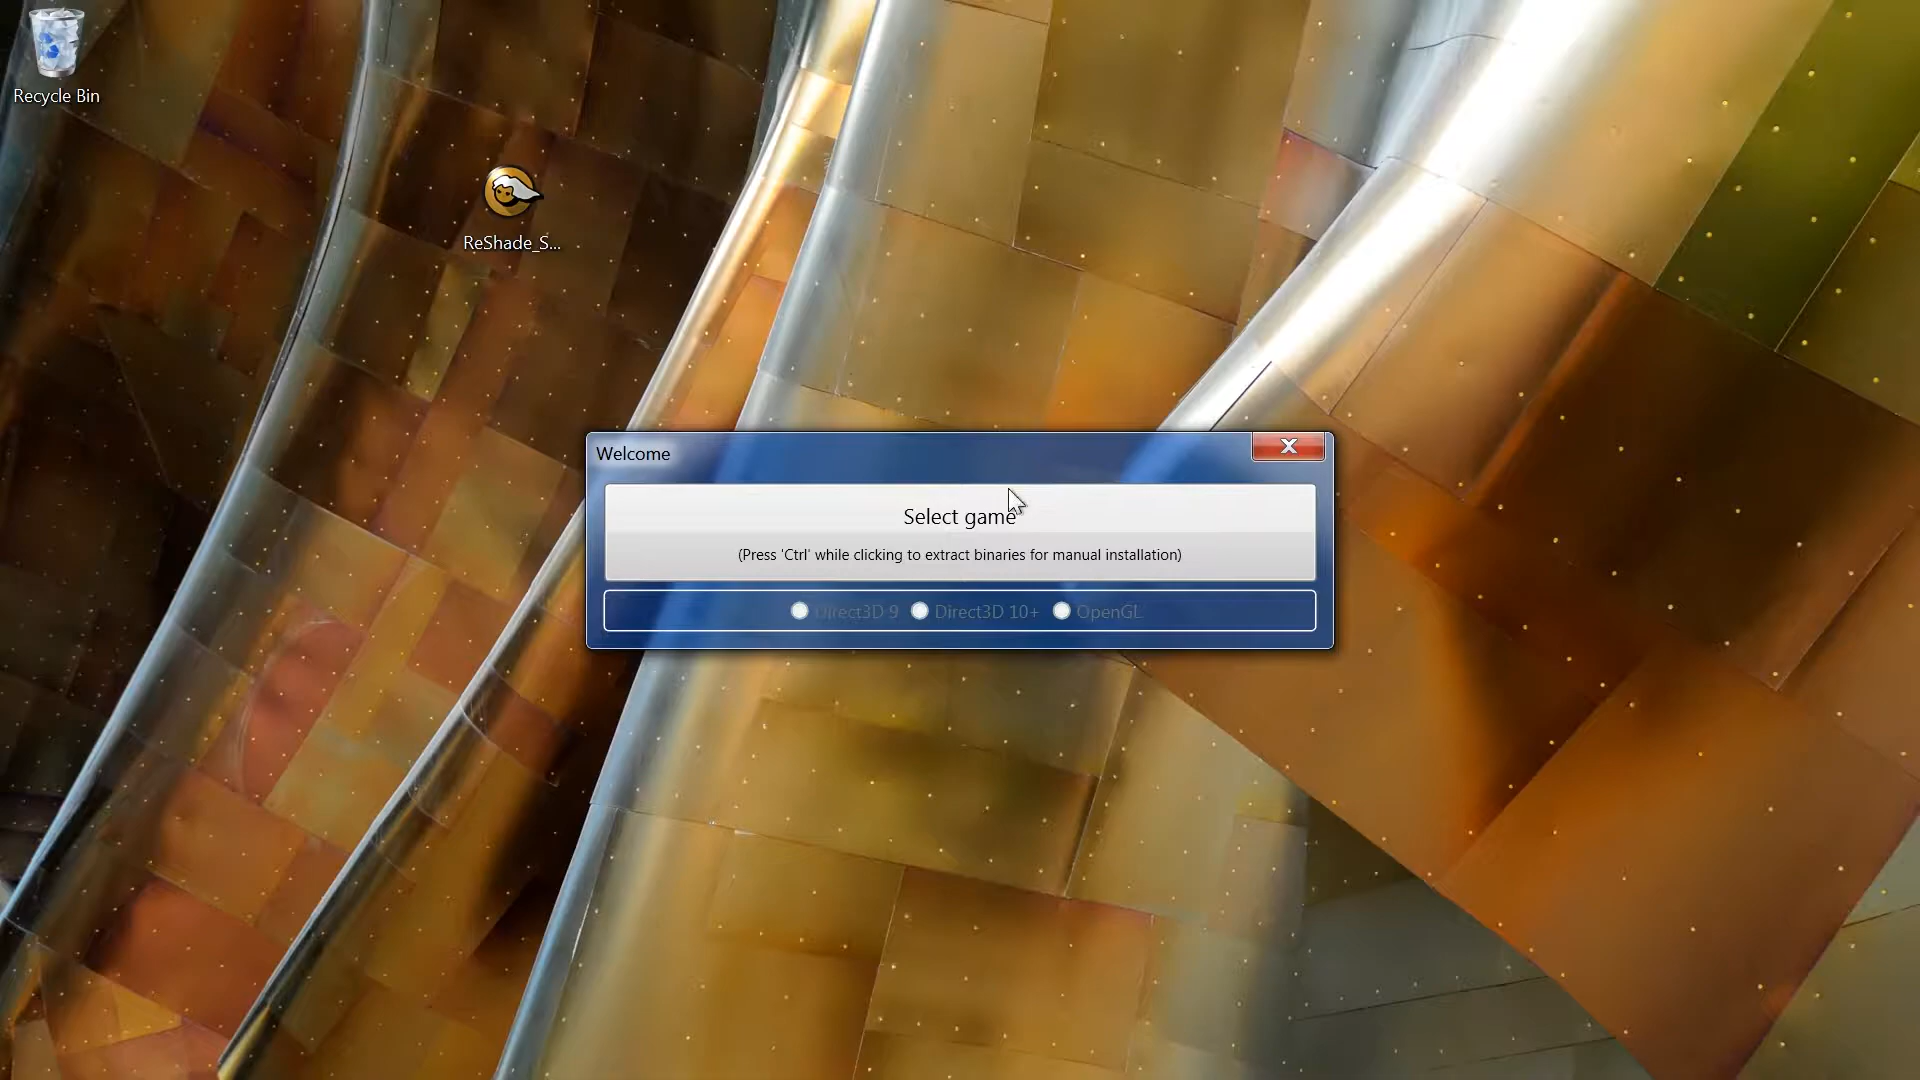 Recycle Bin
ReShade_S...
Welcome
Select game
(Press 'Ctrl' while clicking to extract binaries for manual installation)
Direct3D 9 Direct3D 10+ OpenGL